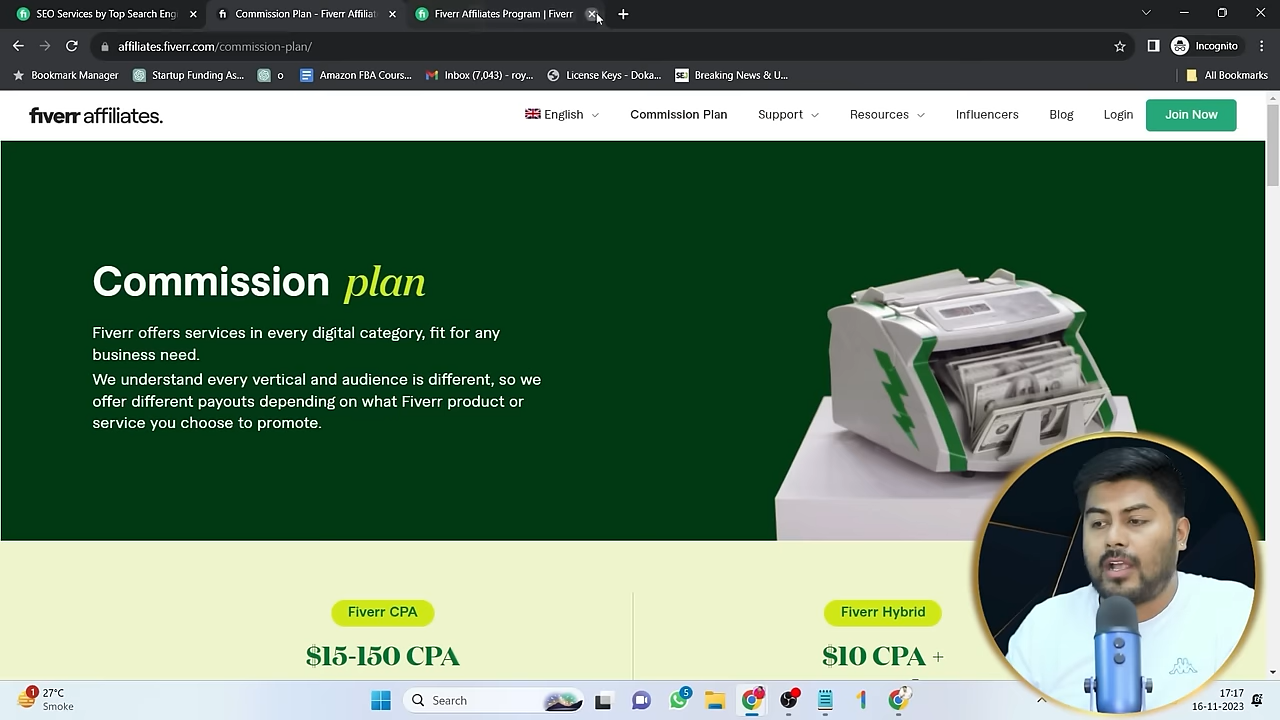 SEO Services by Top Search Eng
Commission Plan - Fiverr Affiliat
Fiverr Affiliates Program | Fiverr
affiliates.fiverr.com/commission-plan/
Incognito
Bookmark Manager
Startup Funding As...
o
Amazon FBA Cours...
Inbox (7,043) - roy...
License Keys - Doka...
Breaking News & U...
All Bookmarks
fiverr affiliates.
English
Commission Plan
Support
Resources
Influencers
Blog
Login
Join Now
Commission plan
Fiverr offers services in every digital category, fit for any
business need.
We understand every vertical and audience is different, so we
offer different payouts depending on what Fiverr product or
service you choose to promote.
Fiverr CPA
Fiverr Hybrid
$15-150 CPA
$10 CPA +
1
27°C
Smoke
Search
5
17:17
16-11-2023